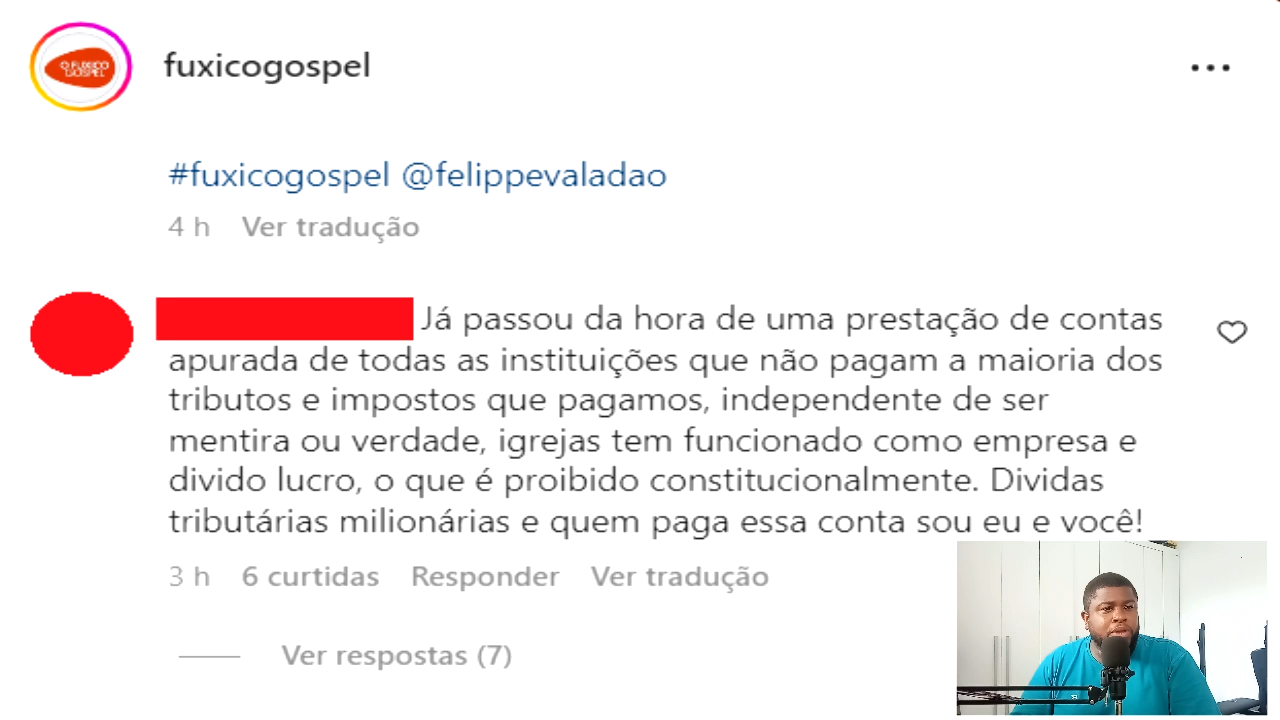 O FUXICO
GOSPEL
fuxicogospel
#fuxicogospel @felippevaladao
4 h Ver tradução
Já passou da hora de uma prestação de contas
apurada de todas as instituições que não pagam a maioria dos
tributos e impostos que pagamos, independente de ser
mentira ou verdade, igrejas tem funcionado como empresa e
divido lucro, o que é proibido constitucionalmente. Dividas
tributárias milionárias e quem paga essa conta sou eu e você!
3 h 6 curtidas Responder Ver tradução
Ver respostas (7)